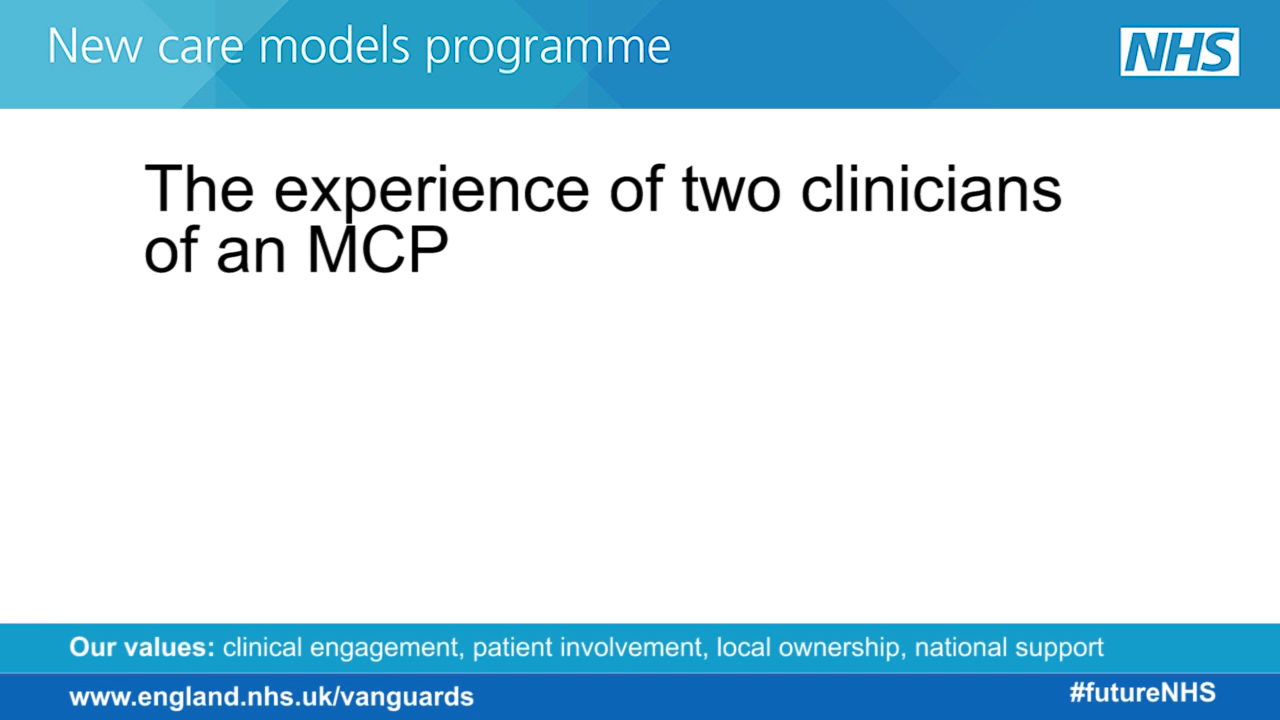 New care models programme
NHS
The experience of two clinicians
of an MCP
Our values: clinical engagement, patient involvement, local ownership, national support
www.england.nhs.uk/vanguards
#futureNHS